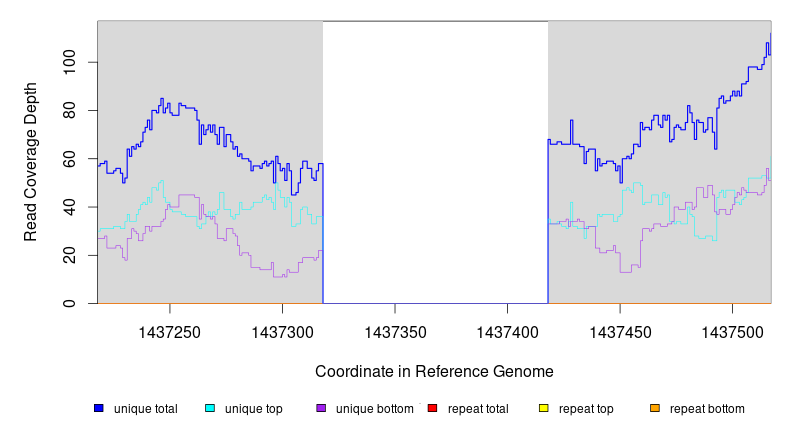 Read Coverage Depth
100
80
60
40
20
0
1437250 1437300 1437350 1437400 1437450 1437500
Coordinate in Reference Genome
unique total unique top unique bottom repeat total repeat top repeat bottom